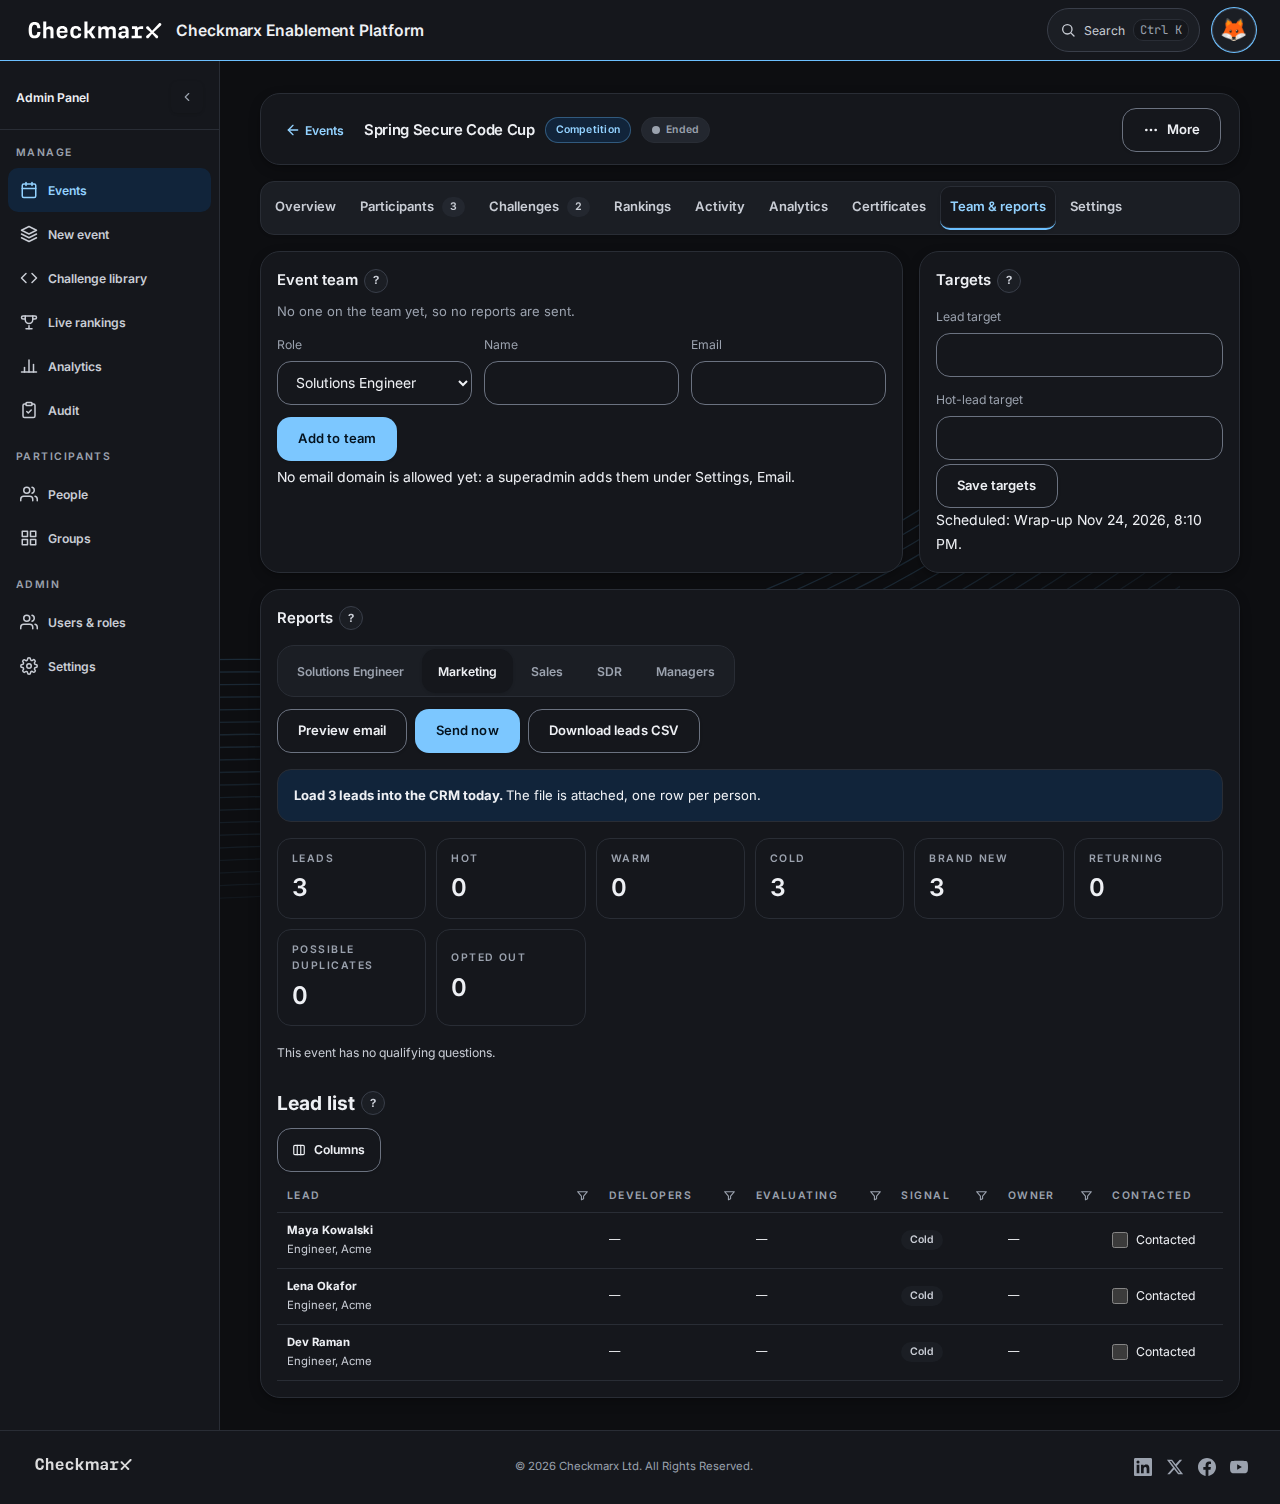 Checkmarx Checkmarx Enablement Platform
Search Ctrl K
Admin Panel
MANAGE
Events
New event
Challenge library
Live rankings
Analytics
Audit
PARTICIPANTS
People
Groups
ADMIN
Users & roles
Settings
Events Spring Secure Code Cup Competition Ended
More
Overview Participants 3 Challenges 2 Rankings Activity Analytics Certificates Team & reports Settings
Event team ?
No one on the team yet, so no reports are sent.
Role Name Email
Solutions Engineer
Add to team
No email domain is allowed yet: a superadmin adds them under Settings, Email.
Targets ?
Lead target
Hot-lead target
Save targets
Scheduled: Wrap-up Nov 24, 2026, 8:10
PM.
Reports ?
Solutions Engineer Marketing Sales SDR Managers
Preview email Send now Download leads CSV
Load 3 leads into the CRM today. The file is attached, one row per person.
LEADS HOT WARM COLD BRAND NEW RETURNING
3 0 0 3 3 0
POSSIBLE
DUPLICATES OPTED OUT
0 0
This event has no qualifying questions.
Lead list ?
Columns
LEAD DEVELOPERS EVALUATING SIGNAL OWNER CONTACTED
Maya Kowalski
Engineer, Acme — — Cold — Contacted
Lena Okafor
Engineer, Acme — — Cold — Contacted
Dev Raman
Engineer, Acme — — Cold — Contacted
Checkmarx
© 2026 Checkmarx Ltd. All Rights Reserved.